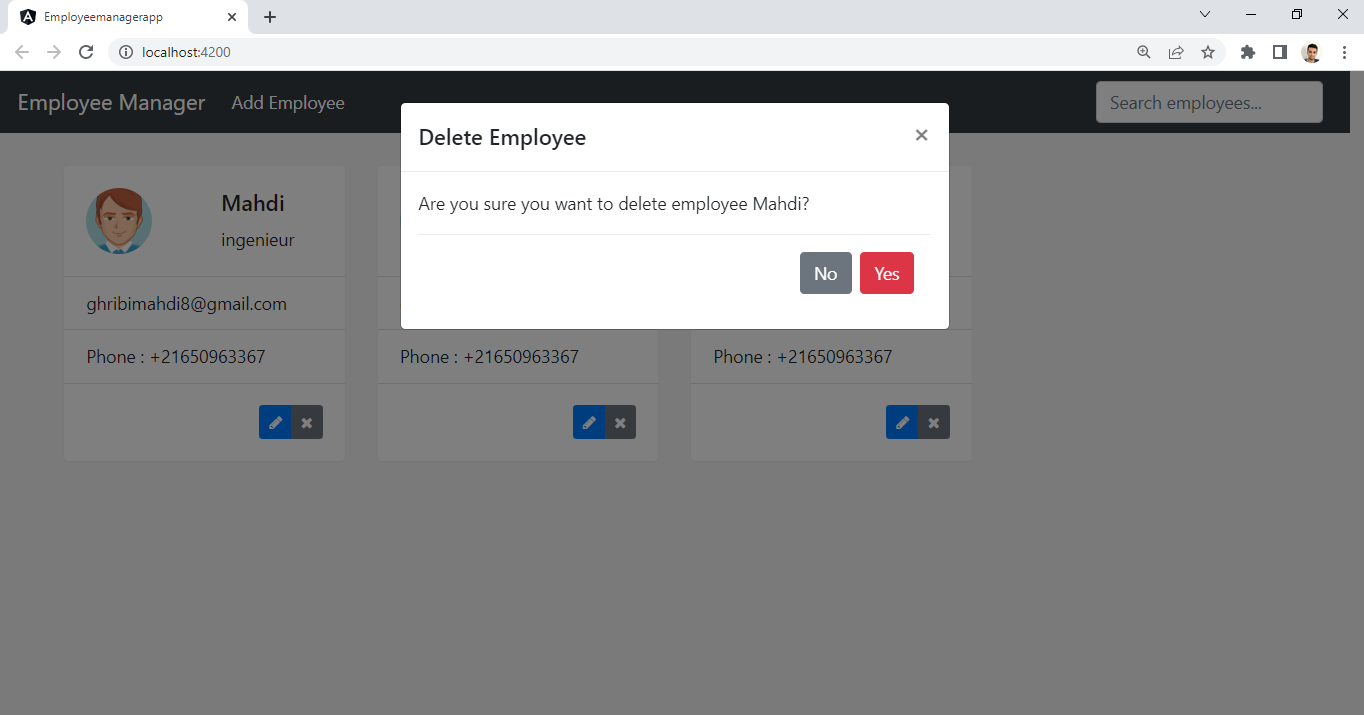 Employeemanagerapp
localhost:4200
Employee Manager
Add Employee
Search employees...
Delete Employee
×
Are you sure you want to delete employee Mahdi?
No
Yes
Mahdi
ingenieur
ghribimahdi8@gmail.com
Phone : +21650963367
Phone : +21650963367
Phone : +21650963367